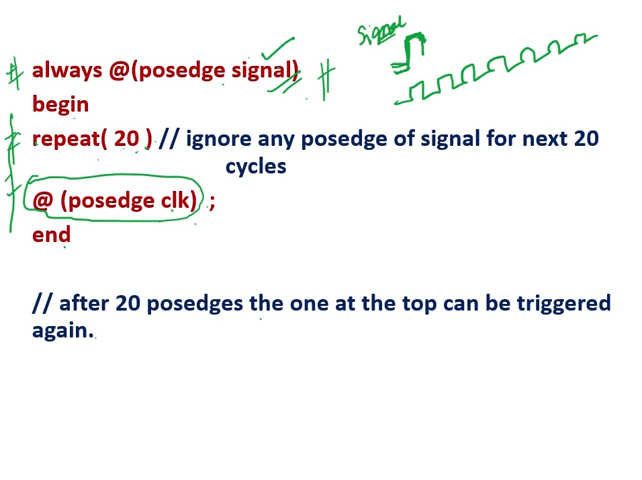 Signal
always @(posedge signal)
begin
repeat( 20 ) // ignore any posedge of signal for next 20
cycles
@ (posedge clk) ;
end
// after 20 posedges the one at the top can be triggered
again.